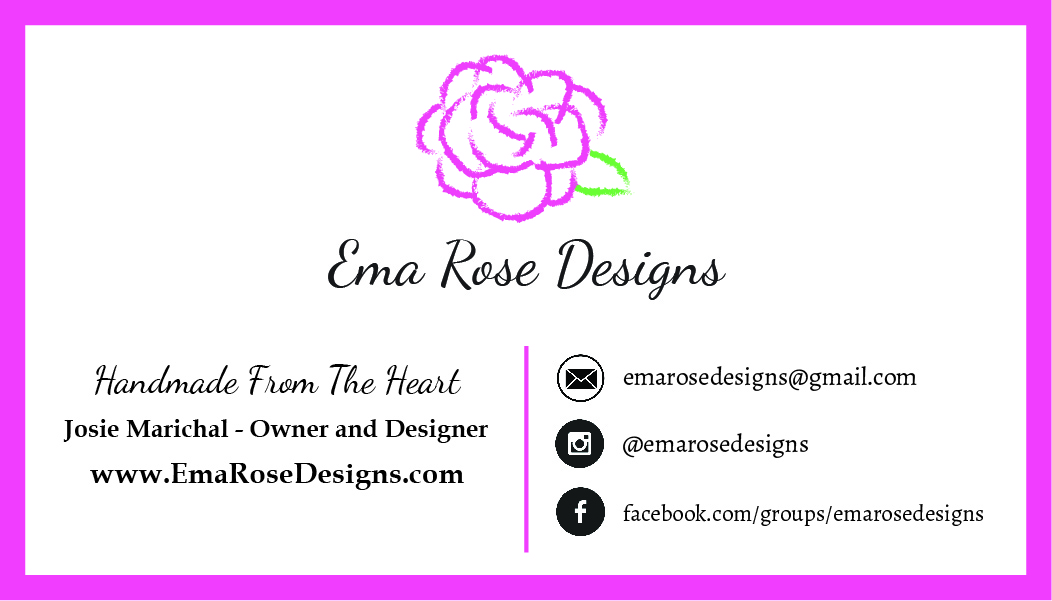 Ema Rose Designs
Handmade From The Heart
Josie Marichal - Owner and Designer
www.EmaRoseDesigns.com
emarosedesigns@gmail.com
@emarosedesigns
facebook.com/groups/emarosedesigns